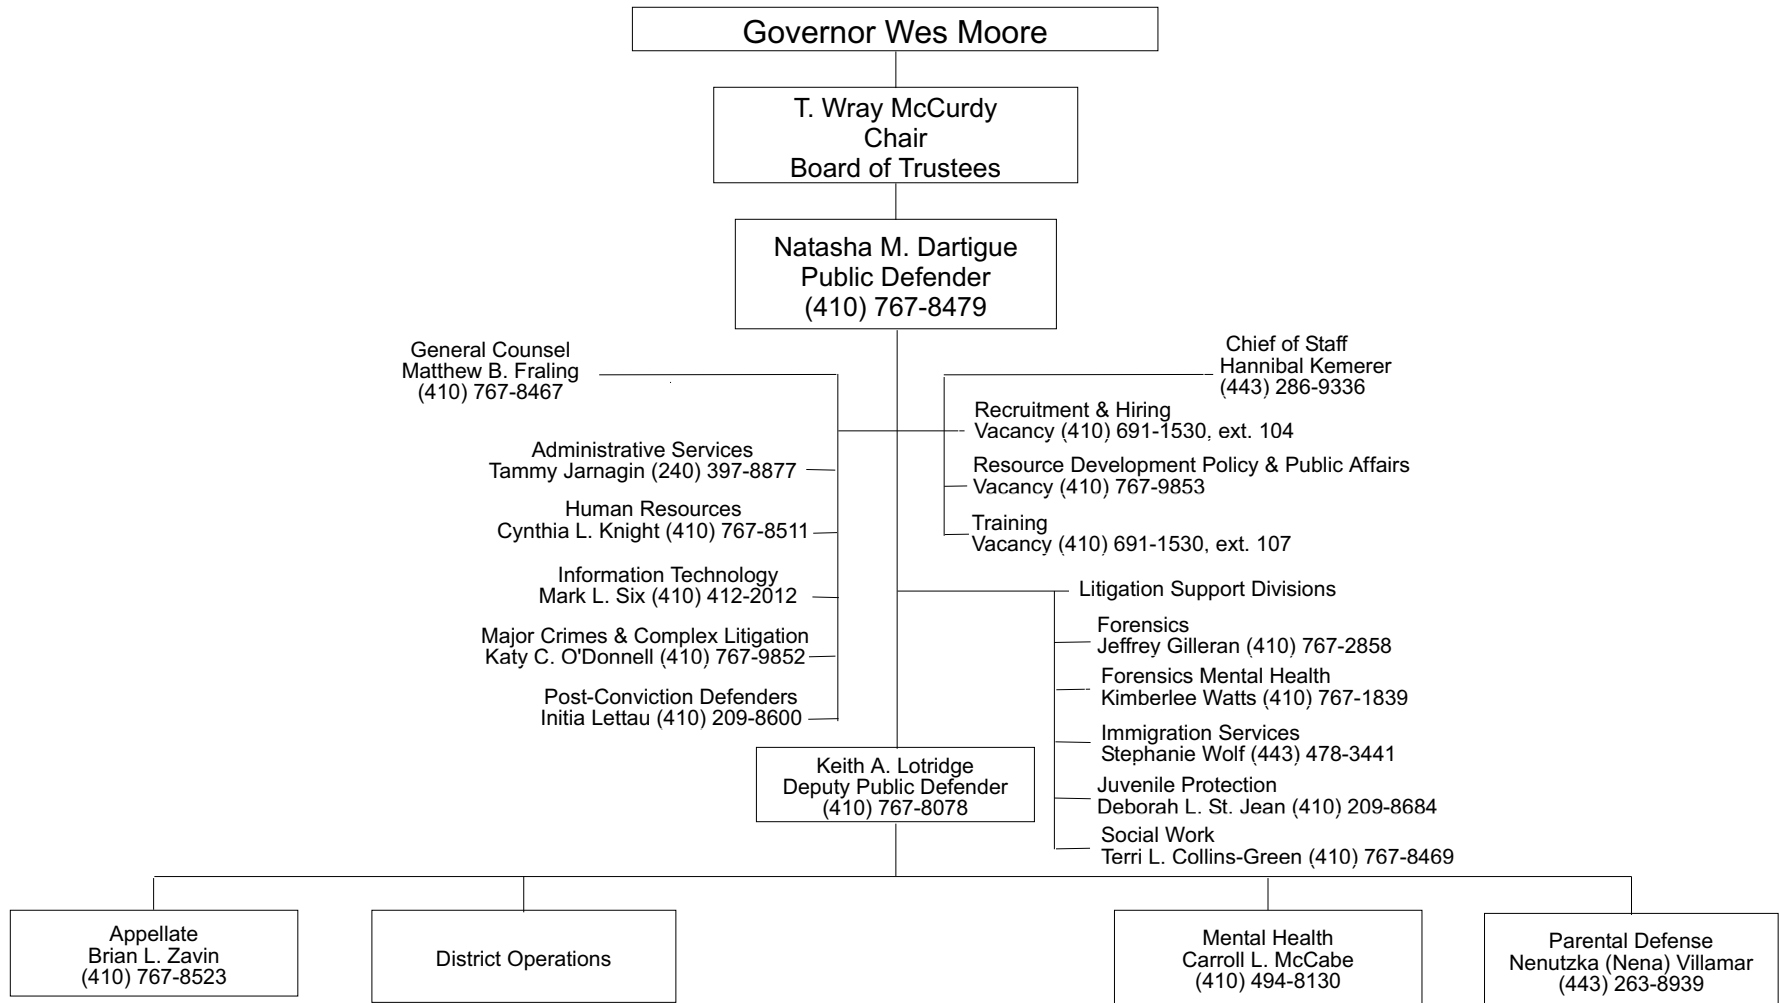 Governor Wes Moore
T. Wray McCurdy
Chair
Board of Trustees
Natasha M. Dartigue
Public Defender
(410) 767-8479
General Counsel
Matthew B. Fraling
(410) 767-8467
Administrative Services
Tammy Jarnagin (240) 397-8877
Human Resources
Cynthia L. Knight (410) 767-8511
Information Technology
Mark L. Six (410) 412-2012
Major Crimes & Complex Litigation
Katy C. O'Donnell (410) 767-9852
Post-Conviction Defenders
Initia Lettau (410) 209-8600
Chief of Staff
Hannibal Kemerer
(443) 286-9336
Recruitment & Hiring
Vacancy (410) 691-1530, ext. 104
Resource Development Policy & Public Affairs
Vacancy (410) 767-9853
Training
Vacancy (410) 691-1530, ext. 107
Litigation Support Divisions
Forensics
Jeffrey Gilleran (410) 767-2858
Forensics Mental Health
Kimberlee Watts (410) 767-1839
Immigration Services
Stephanie Wolf (443) 478-3441
Juvenile Protection
Deborah L. St. Jean (410) 209-8684
Social Work
Terri L. Collins-Green (410) 767-8469
Keith A. Lotridge
Deputy Public Defender
(410) 767-8078
Appellate
Brian L. Zavin
(410) 767-8523
District Operations
Mental Health
Carroll L. McCabe
(410) 494-8130
Parental Defense
Nenutzka (Nena) Villamar
(443) 263-8939